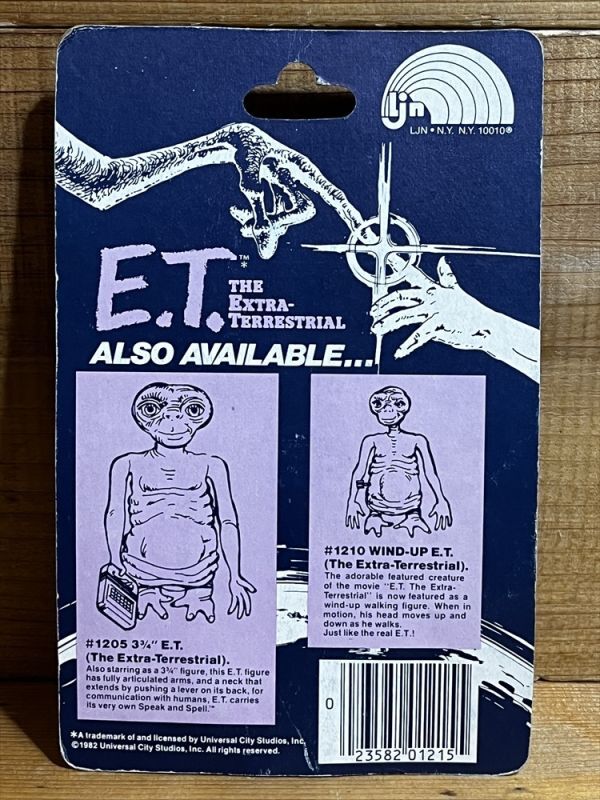 ljn
LJN • N.Y. N.Y. 10010®
E.T.™
*
THE
EXTRA-
TERRESTRIAL
ALSO AVAILABLE...
#1205 3¾" E.T.
(The Extra-Terrestrial).
Also starring as a 3¾" figure, this E.T. figure
has fully articulated arms, and a neck that
extends by pushing a lever on its back, for
communication with humans, E.T. carries
its very own Speak and Spell.™
#1210 WIND-UP E.T.
(The Extra-Terrestrial).
The adorable featured creature
of the movie "E.T. The Extra-
Terrestrial" is now featured as a
wind-up walking figure. When in
motion, his head moves up and
down as he walks.
Just like the real E.T.!
*A trademark of and licensed by Universal City Studios, Inc.
©1982 Universal City Studios, Inc. All rights reserved.
0
23582 01215